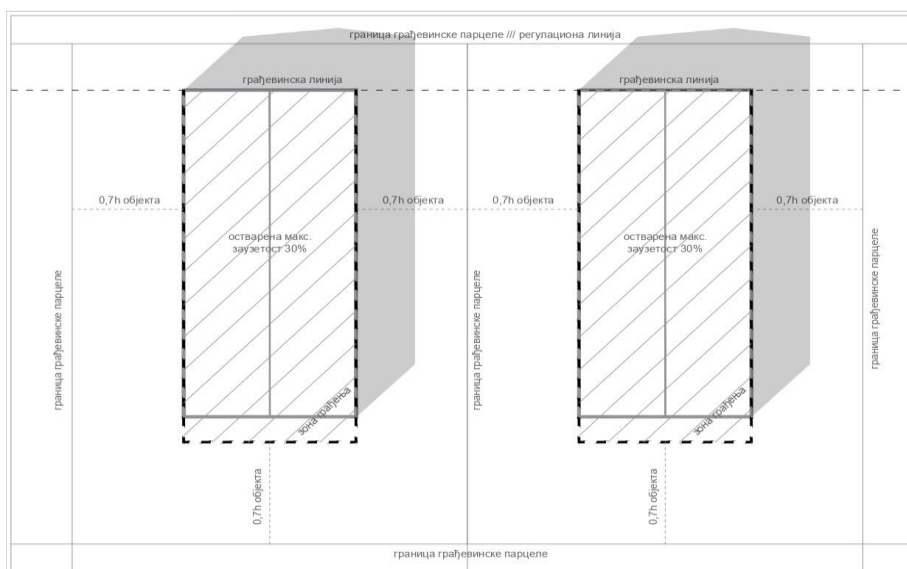 граница грађевинске парцеле /// регулациона линија
грађевинска линија
грађевинска линија
0,7h објекта
0,7h објекта
0,7h објекта
0,7h објекта
остварена макс.
заузетост 30%
остварена макс.
заузетост 30%
граница грађевинске парцеле
граница грађевинске парцеле
граница грађевинске парцеле
зона грађења
зона грађења
0,7h објекта
0,7h објекта
граница грађевинске парцеле